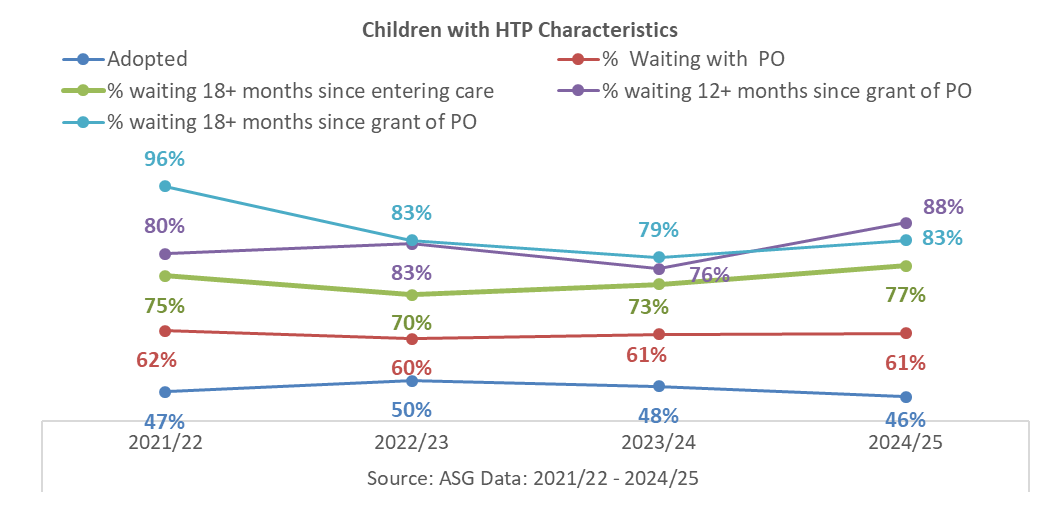 Children with HTP Characteristics
Adopted
% Waiting with PO
% waiting 18+ months since entering care
% waiting 12+ months since grant of PO
% waiting 18+ months since grant of PO
96%
83%
79%
88%
83%
80%
83%
76%
77%
75%
70%
73%
62%
60%
61%
61%
47%
50%
48%
46%
2021/22 2022/23 2023/24 2024/25
Source: ASG Data: 2021/22 - 2024/25